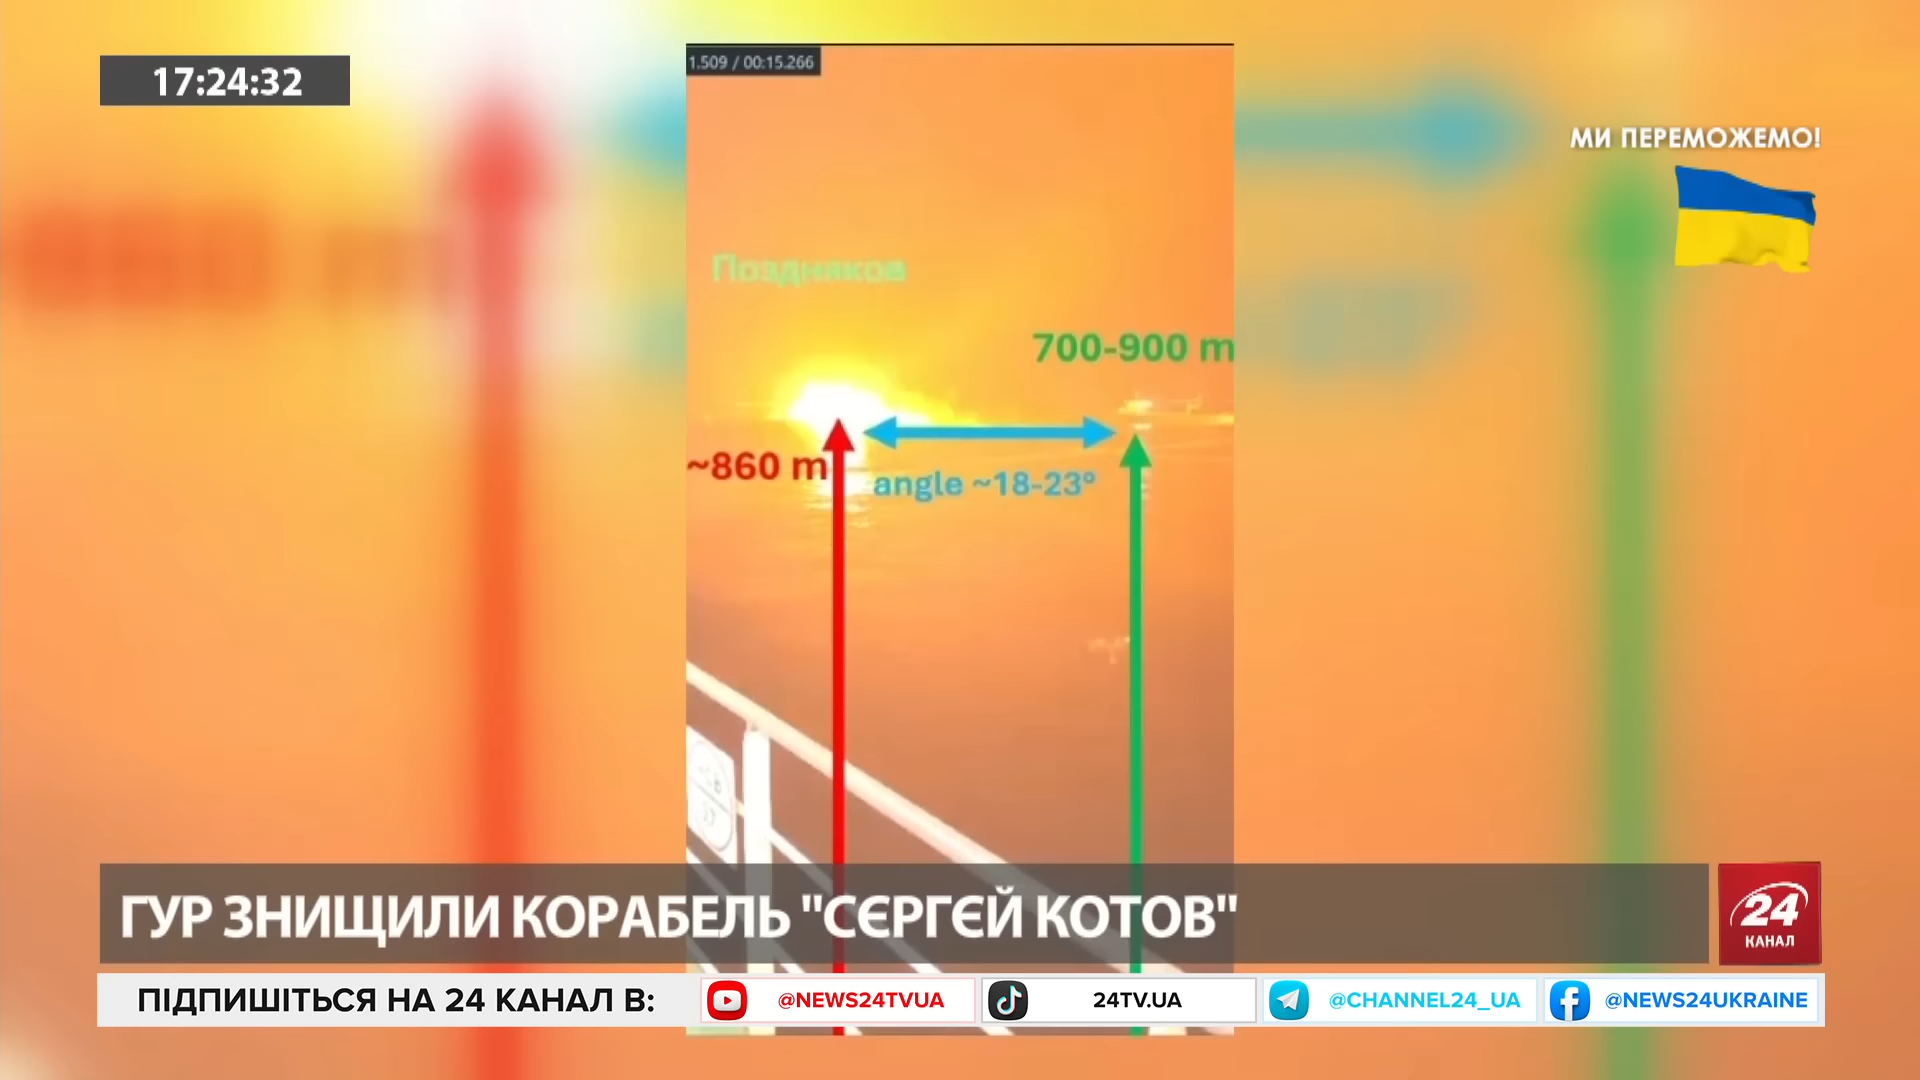 17:24:32
1.509 / 00:15.266
МИ ПЕРЕМОЖЕМО!
Поздняков
700-900 m
~860 m
angle ~18-23°
ГУР ЗНИЩИЛИ КОРАБЕЛЬ "СЄРГЄЙ КОТОВ"
24
КАНАЛ
ПІДПИШІТЬСЯ НА 24 КАНАЛ В:
@NEWS24TVUA
24TV.UA
@CHANNEL24_UA
@NEWS24UKRAINE